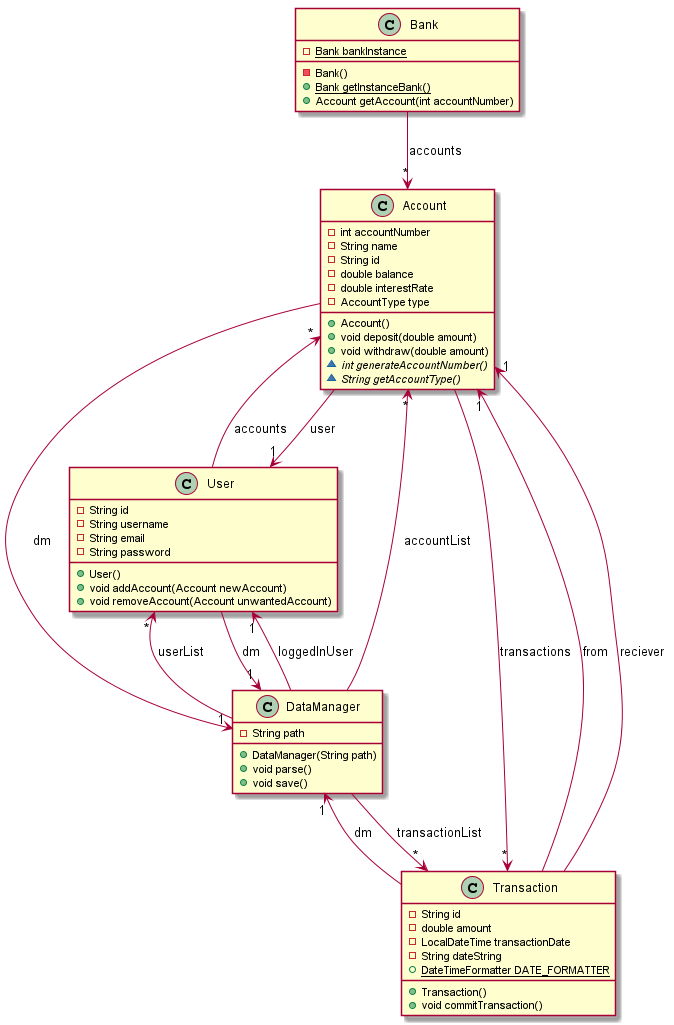 C Bank
Bank bankInstance
Bank()
Bank getInstanceBank()
Account getAccount(int accountNumber)
accounts
*
C Account
int accountNumber
String name
String id
double balance
double interestRate
AccountType type
Account()
void deposit(double amount)
void withdraw(double amount)
int generateAccountNumber()
String getAccountType()
*
1
*
1
accounts
user
1
C User
String id
String username
String email
String password
User()
void addAccount(Account newAccount)
void removeAccount(Account unwantedAccount)
dm
accountList
*
1
userList
dm
loggedInUser
transactions
from
reciever
1
1
C DataManager
String path
DataManager(String path)
void parse()
void save()
1
dm
transactionList
*
*
C Transaction
String id
double amount
LocalDateTime transactionDate
String dateString
DateTimeFormatter DATE_FORMATTER
Transaction()
void commitTransaction()